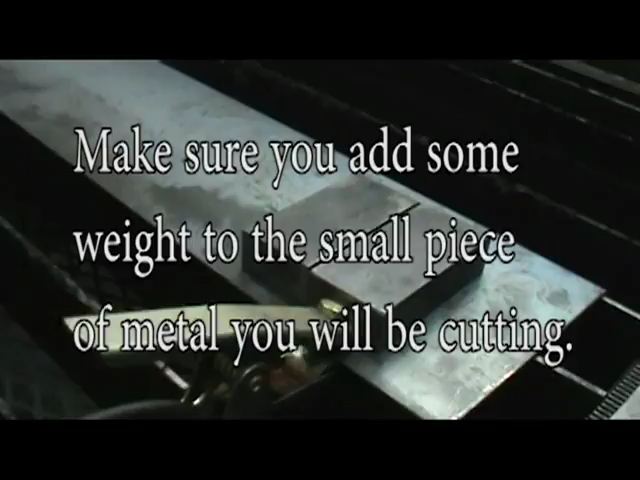 Make sure you add some
weight to the small piece
of metal you will be cutting.